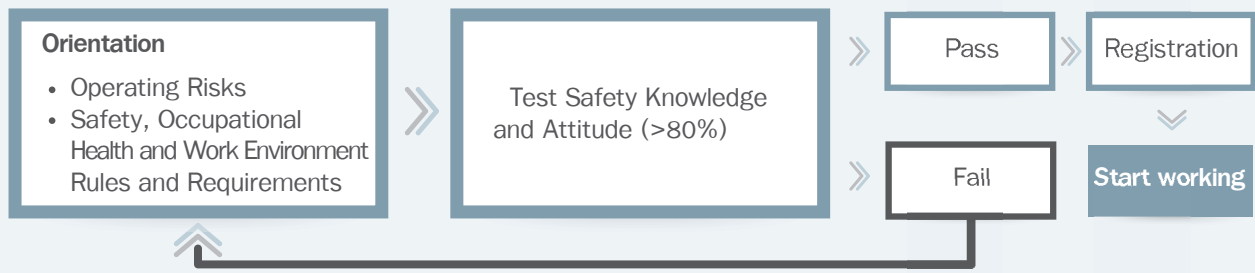 Orientation
• Operating Risks
• Safety, Occupational
Health and Work Environment
Rules and Requirements
Test Safety Knowledge
and Attitude (>80%)
Pass
Registration
Fail
Start working